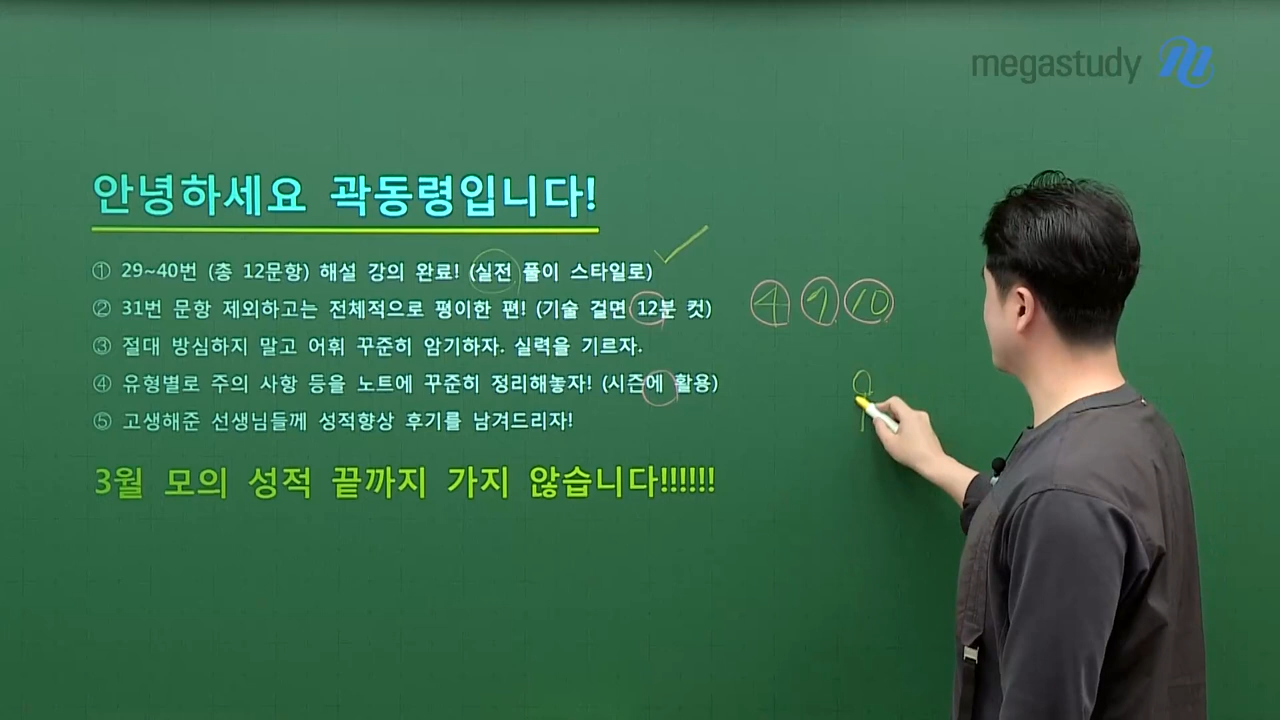 megastudy
안녕하세요 곽동령입니다!
① 29~40번 (총 12문항) 해설 강의 완료! (실전 풀이 스타일로)
② 31번 문항 제외하고는 전체적으로 평이한 편! (기술 걸면 12분 컷)
③ 절대 방심하지 말고 어휘 꾸준히 암기하자. 실력을 기르자.
④ 유형별로 주의 사항 등을 노트에 꾸준히 정리해놓자! (시즌에 활용)
⑤ 고생해준 선생님들께 성적향상 후기를 남겨드리자!
3월 모의 성적 끝까지 가지 않습니다!!!!!!
4 9 10